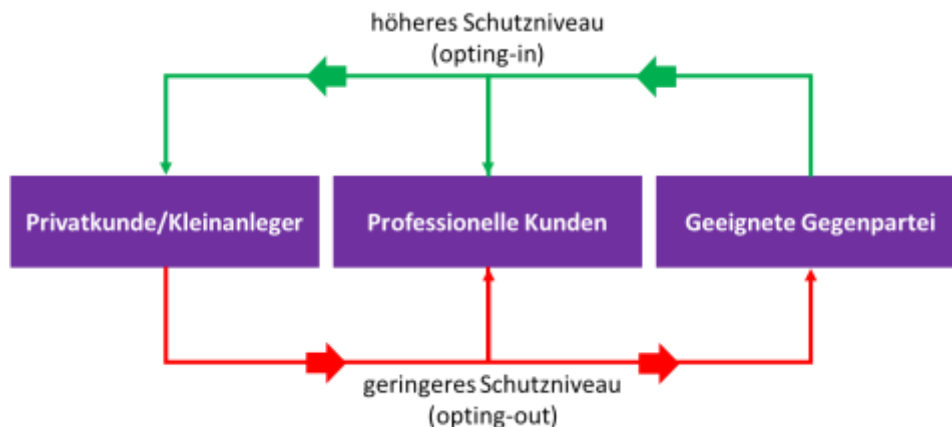 höheres Schutzniveau
(opting-in)
Privatkunde/Kleinanleger
Professionelle Kunden
Geeignete Gegenpartei
geringeres Schutzniveau
(opting-out)